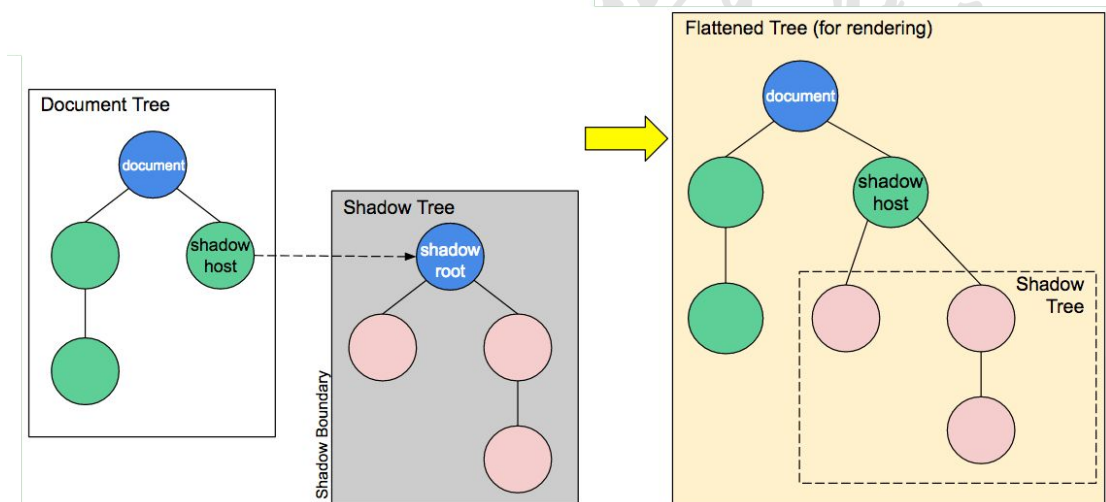 Document Tree
document
shadow
host
Shadow Tree
shadow
root
Shadow Boundary
Flattened Tree (for rendering)
document
shadow
host
Shadow
Tree